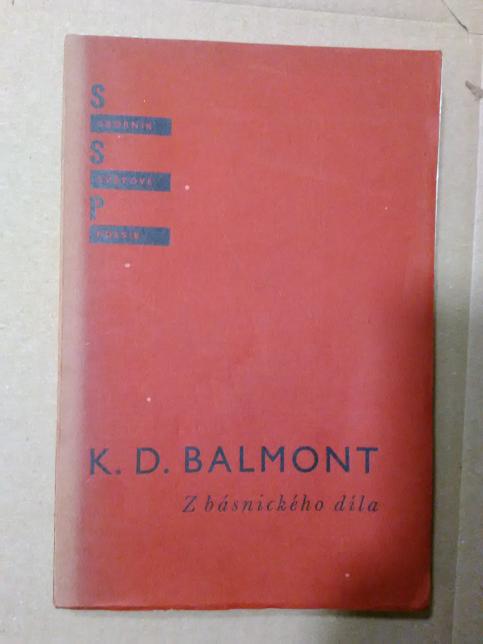 S
SBORNÍK
S
SVĚTOVÉ
P
POESIE
K. D. BALMONT
Z básnického díla